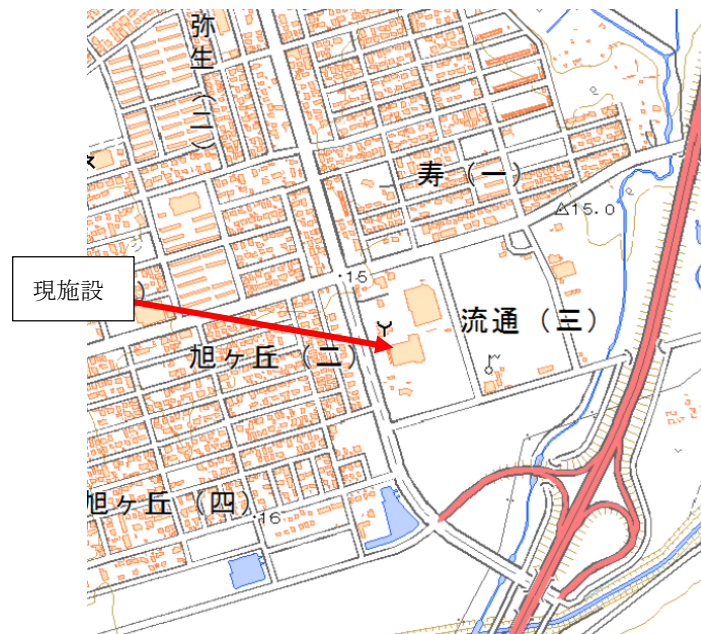 弥生（二）
寿（一）
△15.0
現施設
）
・15
流通（三）
旭ヶ丘（二）
旭ヶ丘（四）
・16